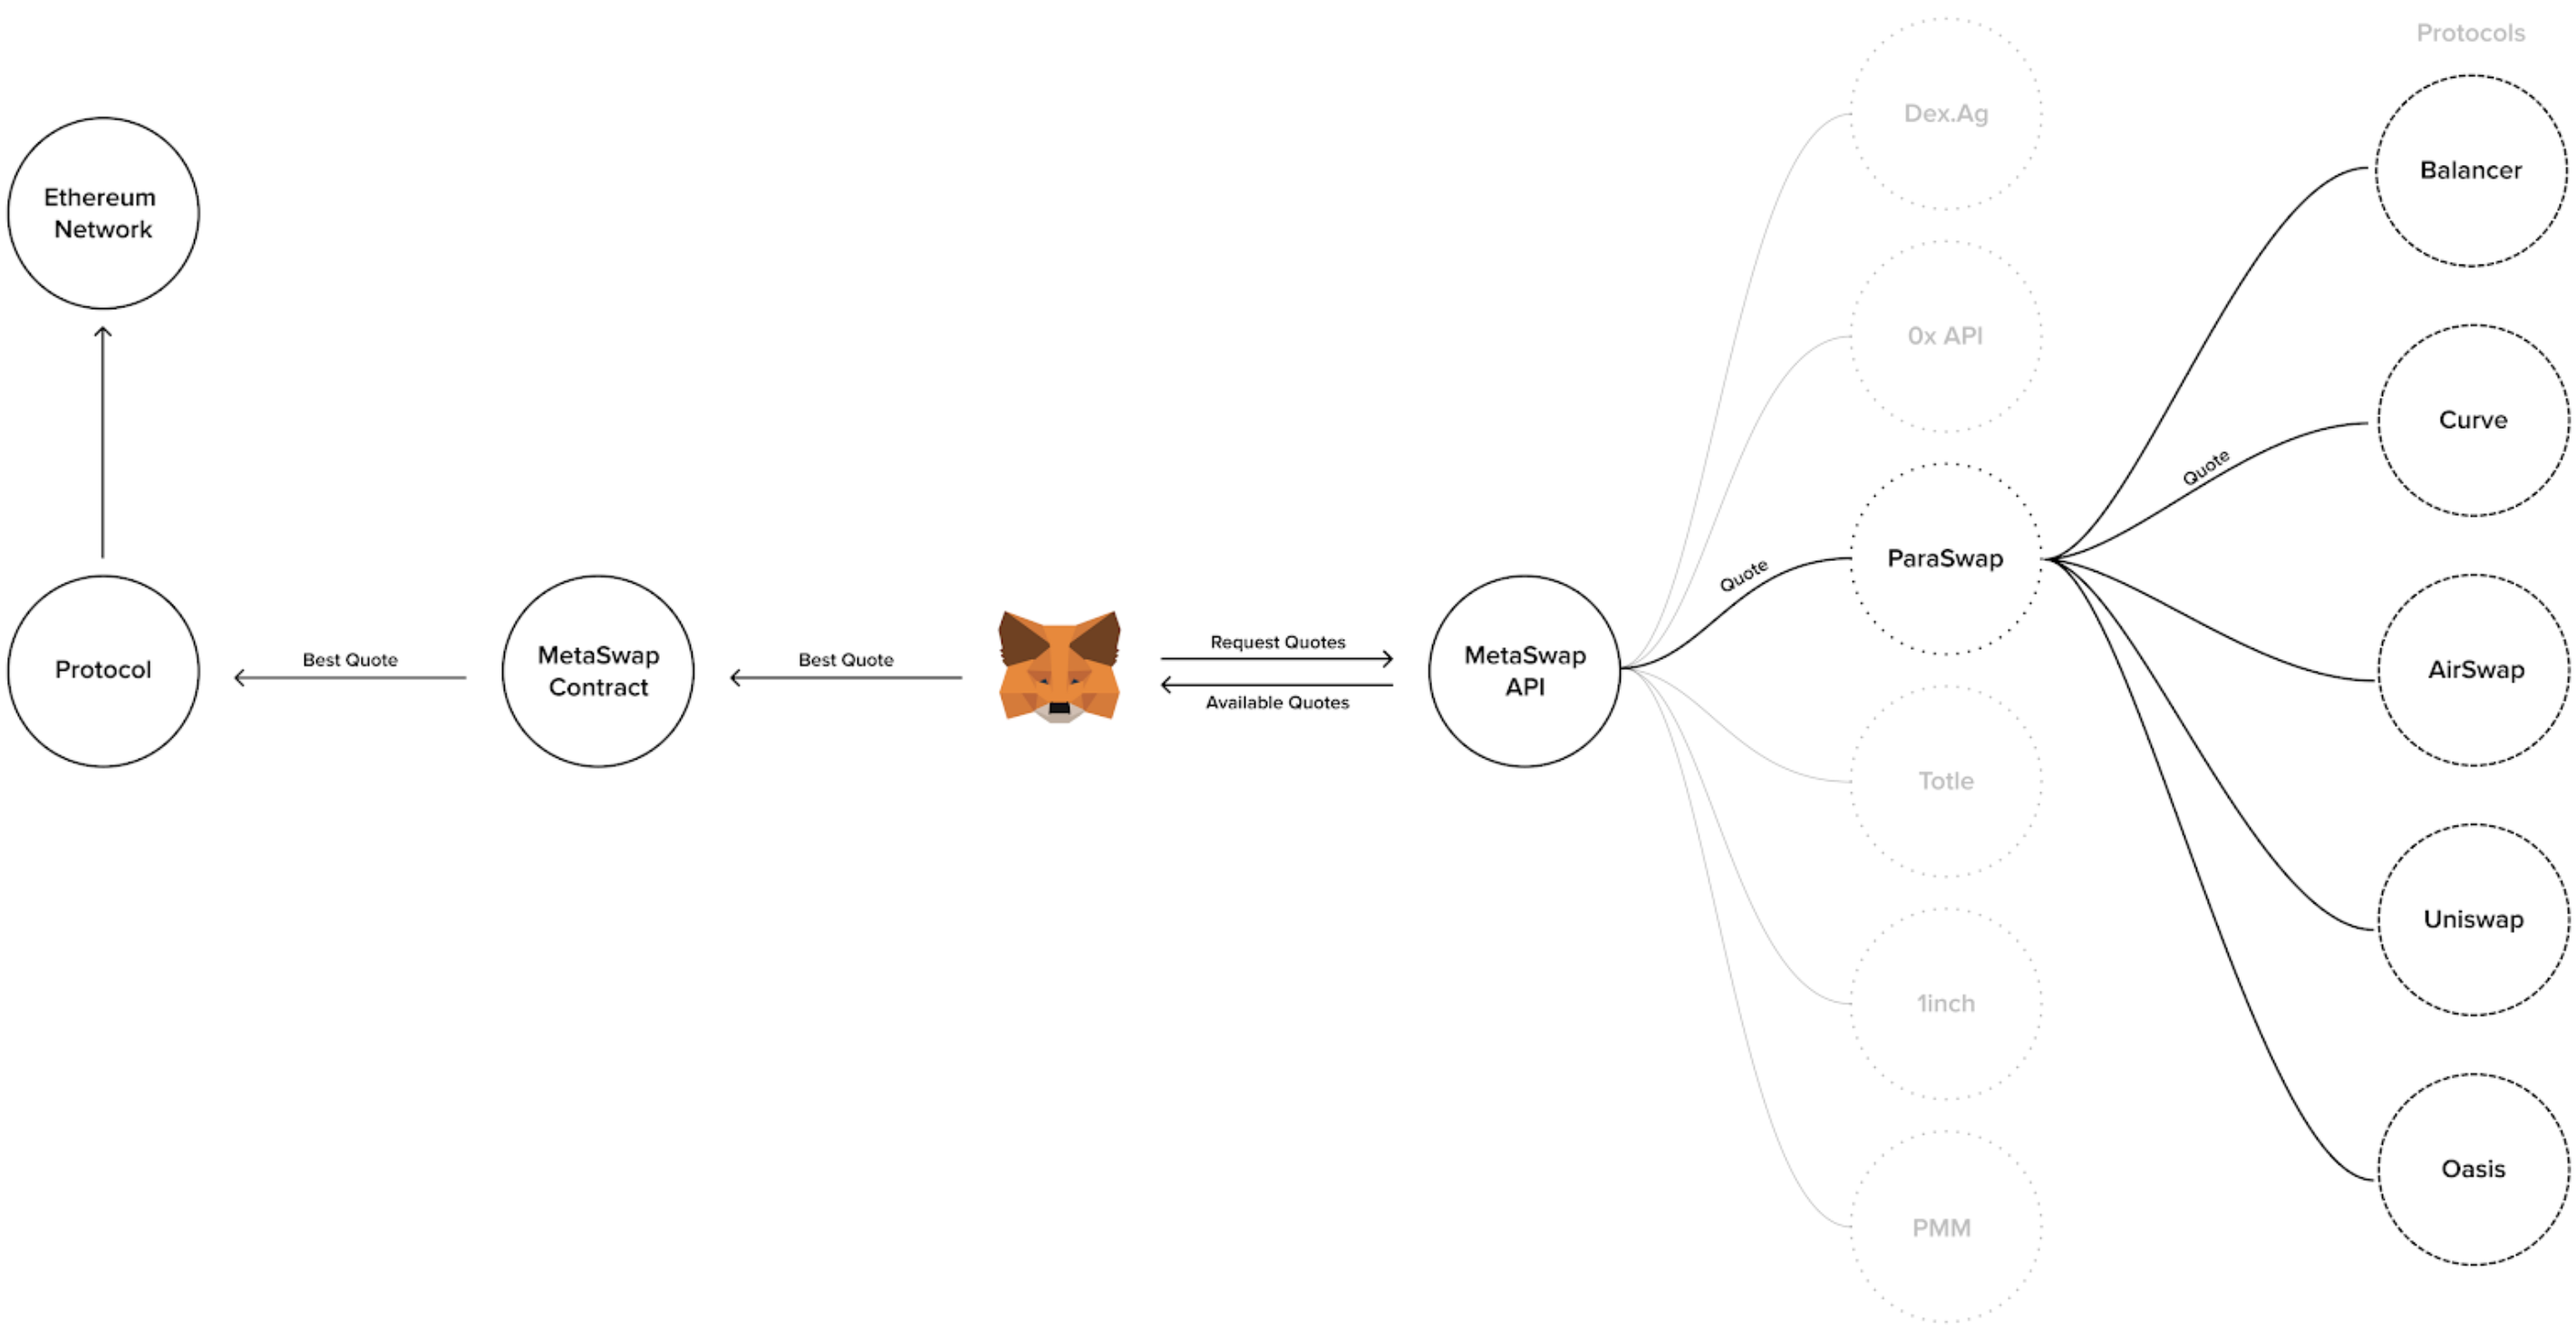 Protocols
Dex.Ag
Balancer
Ethereum
Network
0x API
Curve
Quote
ParaSwap
Quote
Request Quotes
Best Quote
Best Quote
MetaSwap
Contract
MetaSwap
API
Protocol
AirSwap
Available Quotes
Totle
Uniswap
1inch
Oasis
PMM